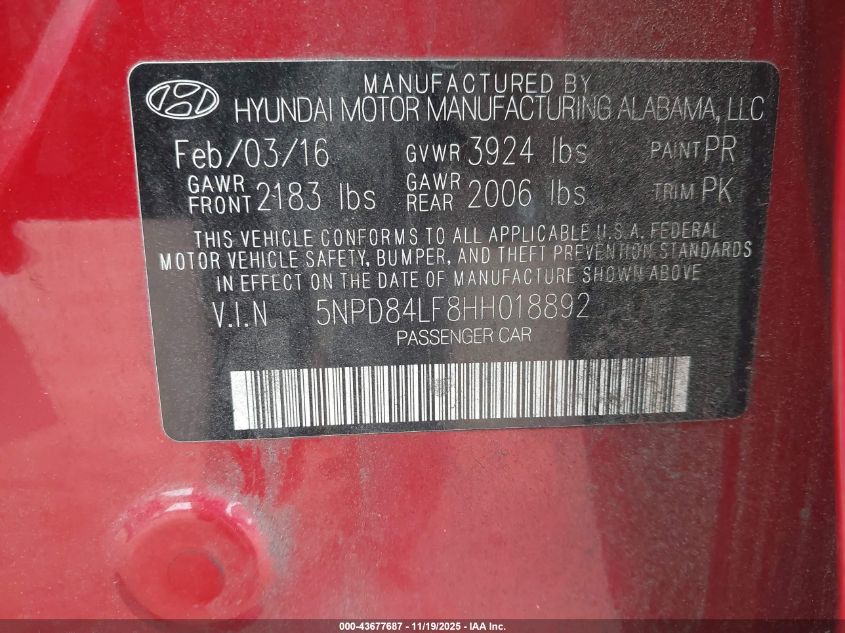 MANUFACTURED BY
HYUNDAI MOTOR MANUFACTURING ALABAMA, LLC
Feb/03/16 GVWR 3924 lbs PAINT PR
GAWR FRONT 2183 lbs GAWR REAR 2006 lbs TRIM PK
THIS VEHICLE CONFORMS TO ALL APPLICABLE U.S.A. FEDERAL
MOTOR VEHICLE SAFETY, BUMPER, AND THEFT PREVENTION STANDARDS
IN EFFECT ON THE DATE OF MANUFACTURE SHOWN ABOVE
V.I.N 5NPD84LF8HH018892
PASSENGER CAR
000-43677687 - 11/19/2025 - IAA Inc.